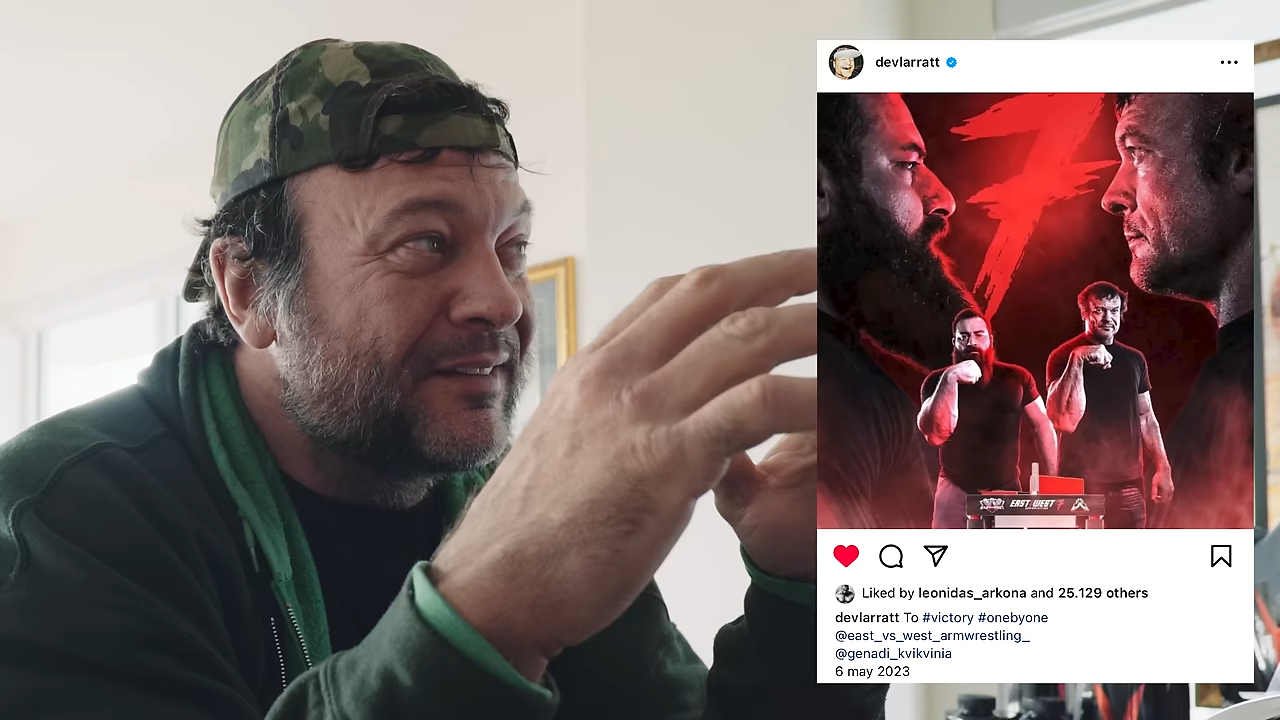 devlarratt
7
EAST WEST 7
Liked by leonidas_arkona and 25.129 others
devlarratt To #victory #onebyone
@east_vs_west_armwrestling_
@genadi_kvikvinia
6 may 2023